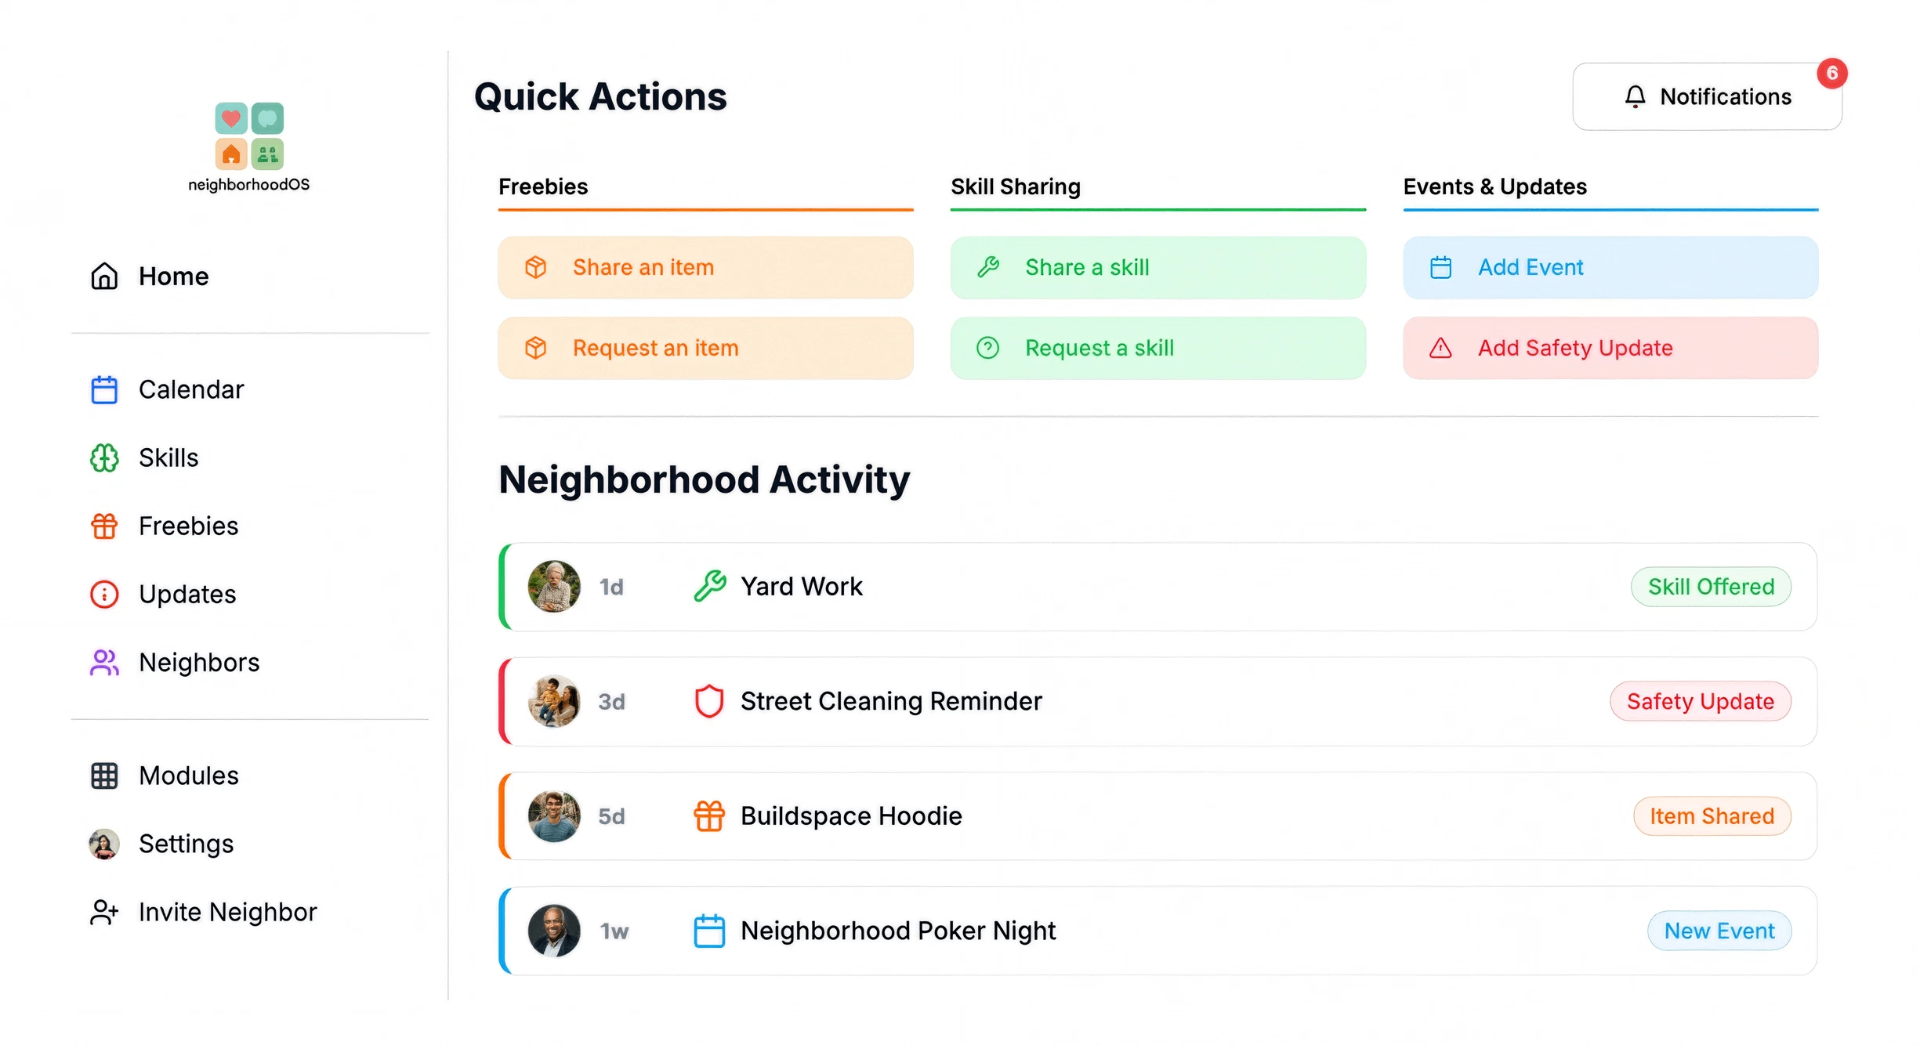 neighborhoodOS
Home
Calendar
Skills
Freebies
Updates
Neighbors
Modules
Settings
Invite Neighbor
Quick Actions
Notifications
6
Freebies
Share an item
Request an item
Skill Sharing
Share a skill
Request a skill
Events & Updates
Add Event
Add Safety Update
Neighborhood Activity
1d Yard Work Skill Offered
3d Street Cleaning Reminder Safety Update
5d Buildspace Hoodie Item Shared
1w Neighborhood Poker Night New Event